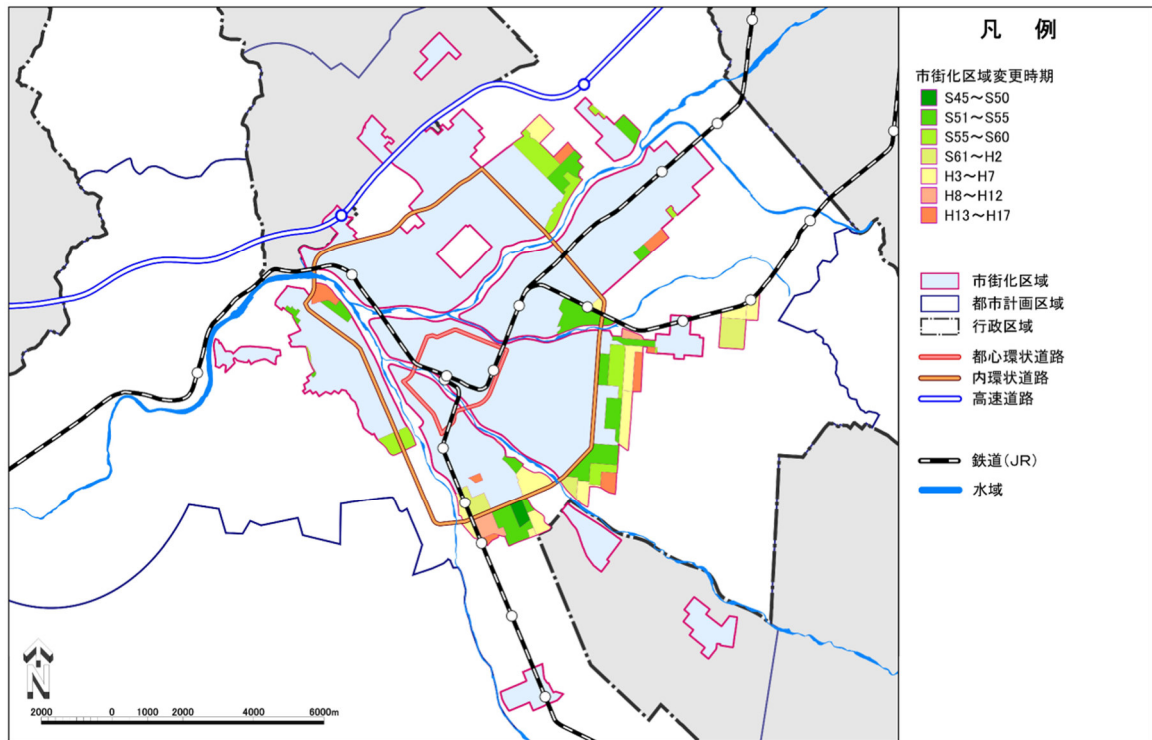 凡 例
市街化区域変更時期
S45～S50
S51～S55
S55～S60
S61～H2
H3～H7
H8～H12
H13～H17
市街化区域
都市計画区域
行政区域
都心環状道路
内環状道路
高速道路
鉄道(JR)
水域
N
2000 0 1000 2000 6000m